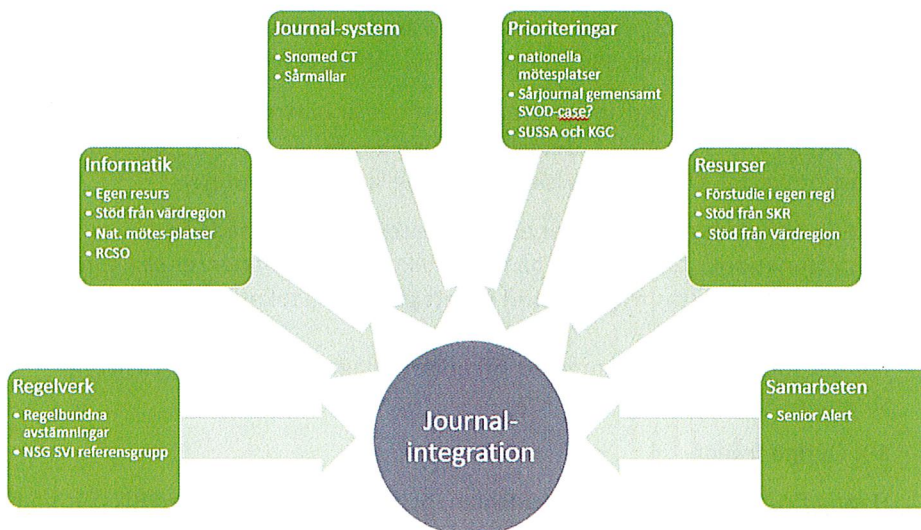 Journal-system
• Snomed CT
• Sårmallar
Prioriteringar
• nationella
mötesplatser
• Sårjournal gemensamt
SVOD-case?
• SUSSA och KGC
Informatik
• Egen resurs
• Stöd från värdregion
• Nat. mötes-platser
• RCSO
Resurser
• Förstudie i egen regi
• Stöd från SKR
• Stöd från Värdregion
Regelverk
• Regelbundna
avstämningar
• NSG SVI referensgrupp
Samarbeten
• Senior Alert
Journal-
integration